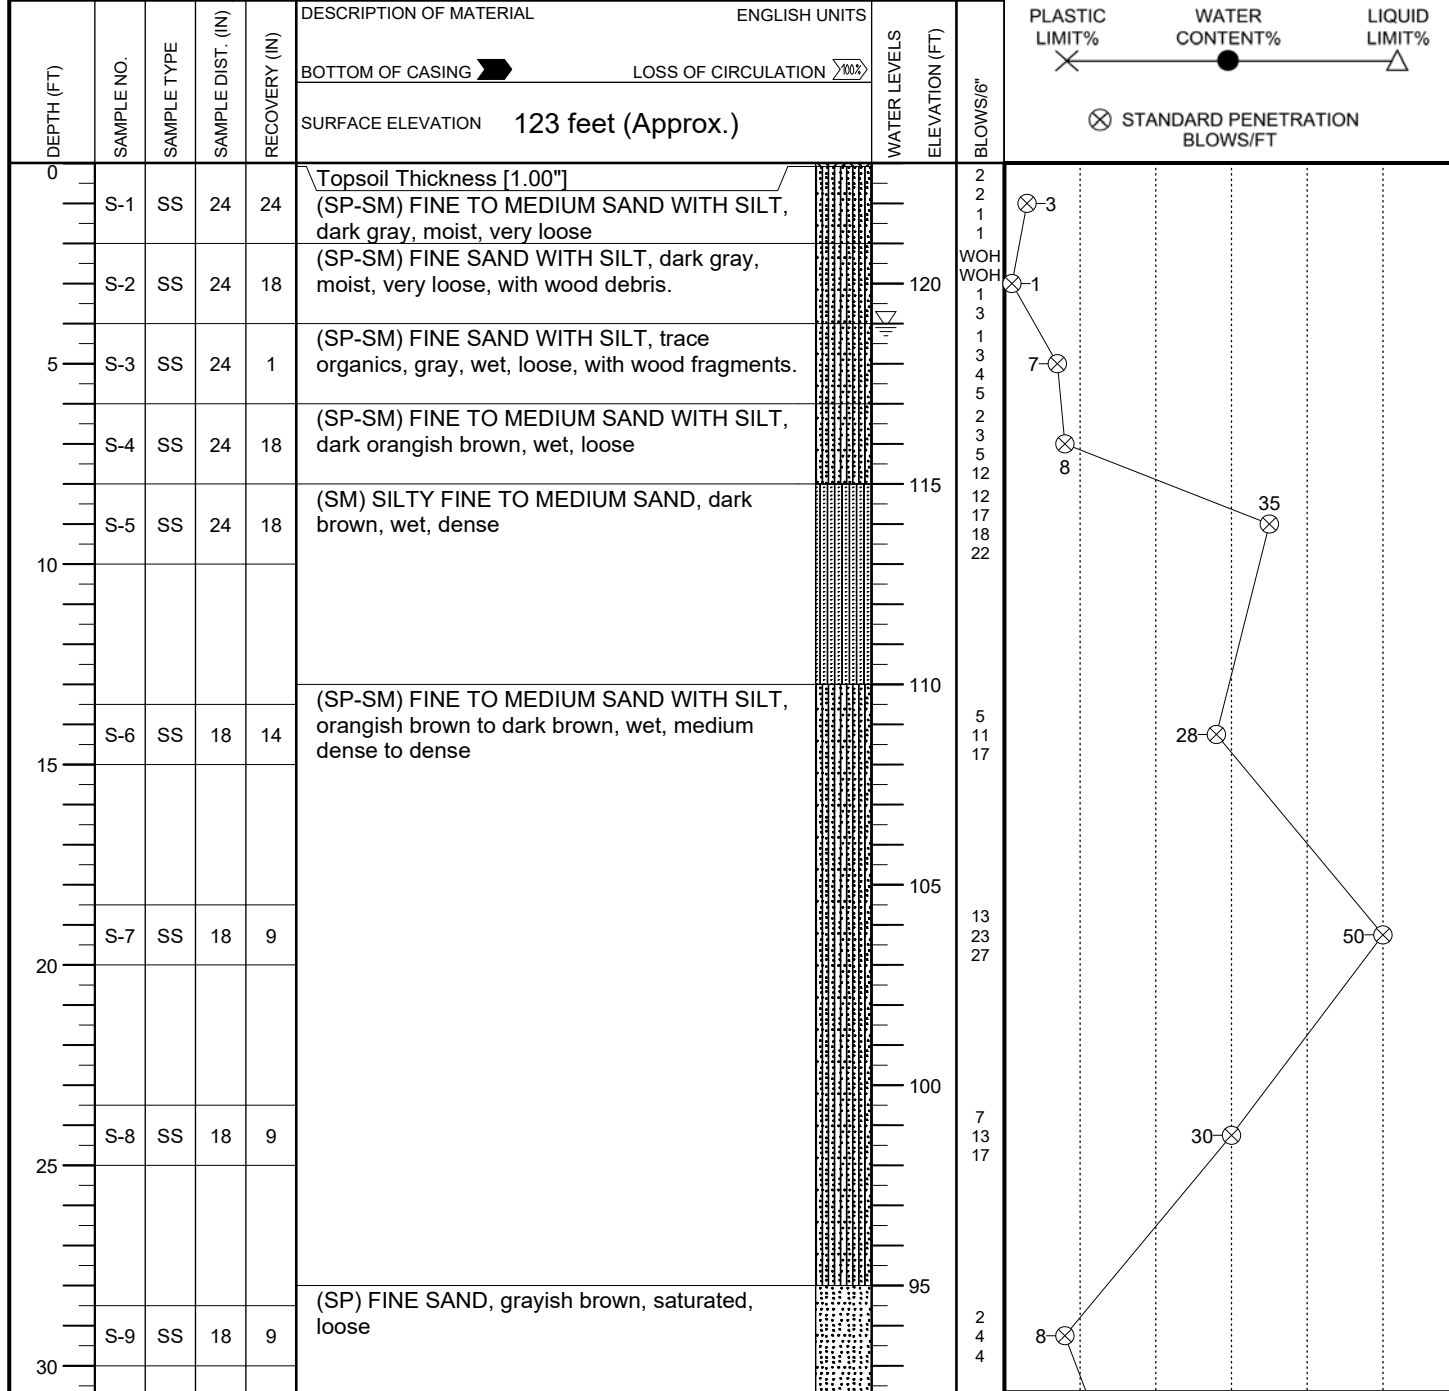 DESCRIPTION OF MATERIAL ENGLISH UNITS
BOTTOM OF CASING LOSS OF CIRCULATION 100%
SURFACE ELEVATION 123 feet (Approx.)
DEPTH (FT)
SAMPLE NO.
SAMPLE TYPE
SAMPLE DIST. (IN)
RECOVERY (IN)
WATER LEVELS
ELEVATION (FT)
BLOWS/6"
PLASTIC LIMIT%
WATER CONTENT%
LIQUID LIMIT%
STANDARD PENETRATION
BLOWS/FT
0
Topsoil Thickness [1.00"]
S-1 SS 24 24
(SP-SM) FINE TO MEDIUM SAND WITH SILT,
dark gray, moist, very loose
2
2
1
1
3
S-2 SS 24 18
(SP-SM) FINE SAND WITH SILT, dark gray,
moist, very loose, with wood debris.
120
WOH
WOH
1
3
1
5
S-3 SS 24 1
(SP-SM) FINE SAND WITH SILT, trace
organics, gray, wet, loose, with wood fragments.
1
3
4
5
7
S-4 SS 24 18
(SP-SM) FINE TO MEDIUM SAND WITH SILT,
dark orangish brown, wet, loose
2
3
5
12
8
115
S-5 SS 24 18
(SM) SILTY FINE TO MEDIUM SAND, dark
brown, wet, dense
12
17
18
22
35
10
110
S-6 SS 18 14
(SP-SM) FINE TO MEDIUM SAND WITH SILT,
orangish brown to dark brown, wet, medium
dense to dense
5
11
17
28
15
105
S-7 SS 18 9
13
23
27
50
20
100
S-8 SS 18 9
7
13
17
30
25
95
S-9 SS 18 9
(SP) FINE SAND, grayish brown, saturated,
loose
2
4
4
8
30